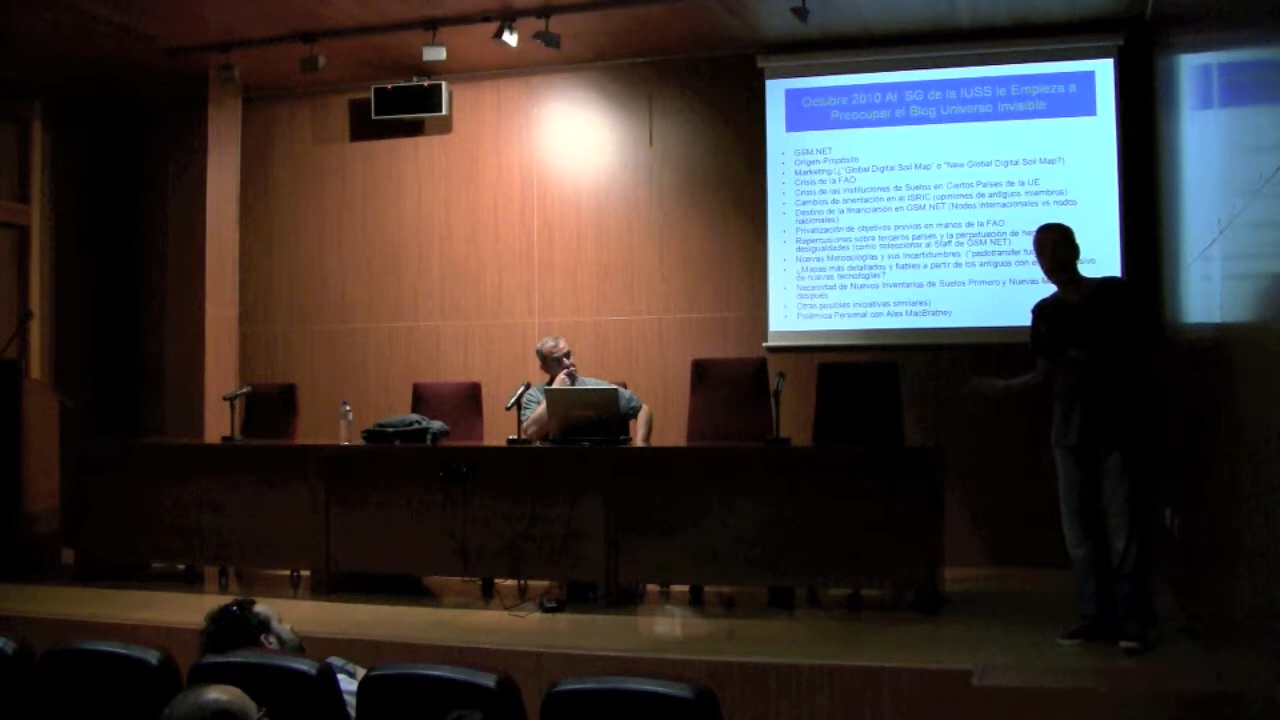 Octubre 2010 Al SG de la IUSS le Empieza a
Preocupar el Blog Universo Invisible
• GSM.NET
• Origen-Propósito
• Marketing (¿"Global Digital Soil Map" o "New Global Digital Soil Map?)
• Crisis de la FAO
• Crisis de las instituciones de Suelos en Ciertos Países de la UE
• Cambios de orientación en el ISRIC (opiniones de antiguos miembros)
• Destino de la financiación en GSM.NET (Nodos internacionales vs nodos
nacionales)
• Privatización de objetivos previos en manos de la FAO
• Repercusiones sobre terceros países y la perpetuación de
desigualdades (como seleccionar al Staff de GSM NET)
• Nuevas Metodologías y sus Incertidumbres ("pedotransfer
• ¿Mapas más detallados y fiables a partir de los antiguos con
de nuevas tecnologías?
• Necesidad de Nuevos Inventarios de Suelos Primero y Nuevas
después
• Otras posibles iniciativas similares)
• Polémica Personal con Alex MacBratney